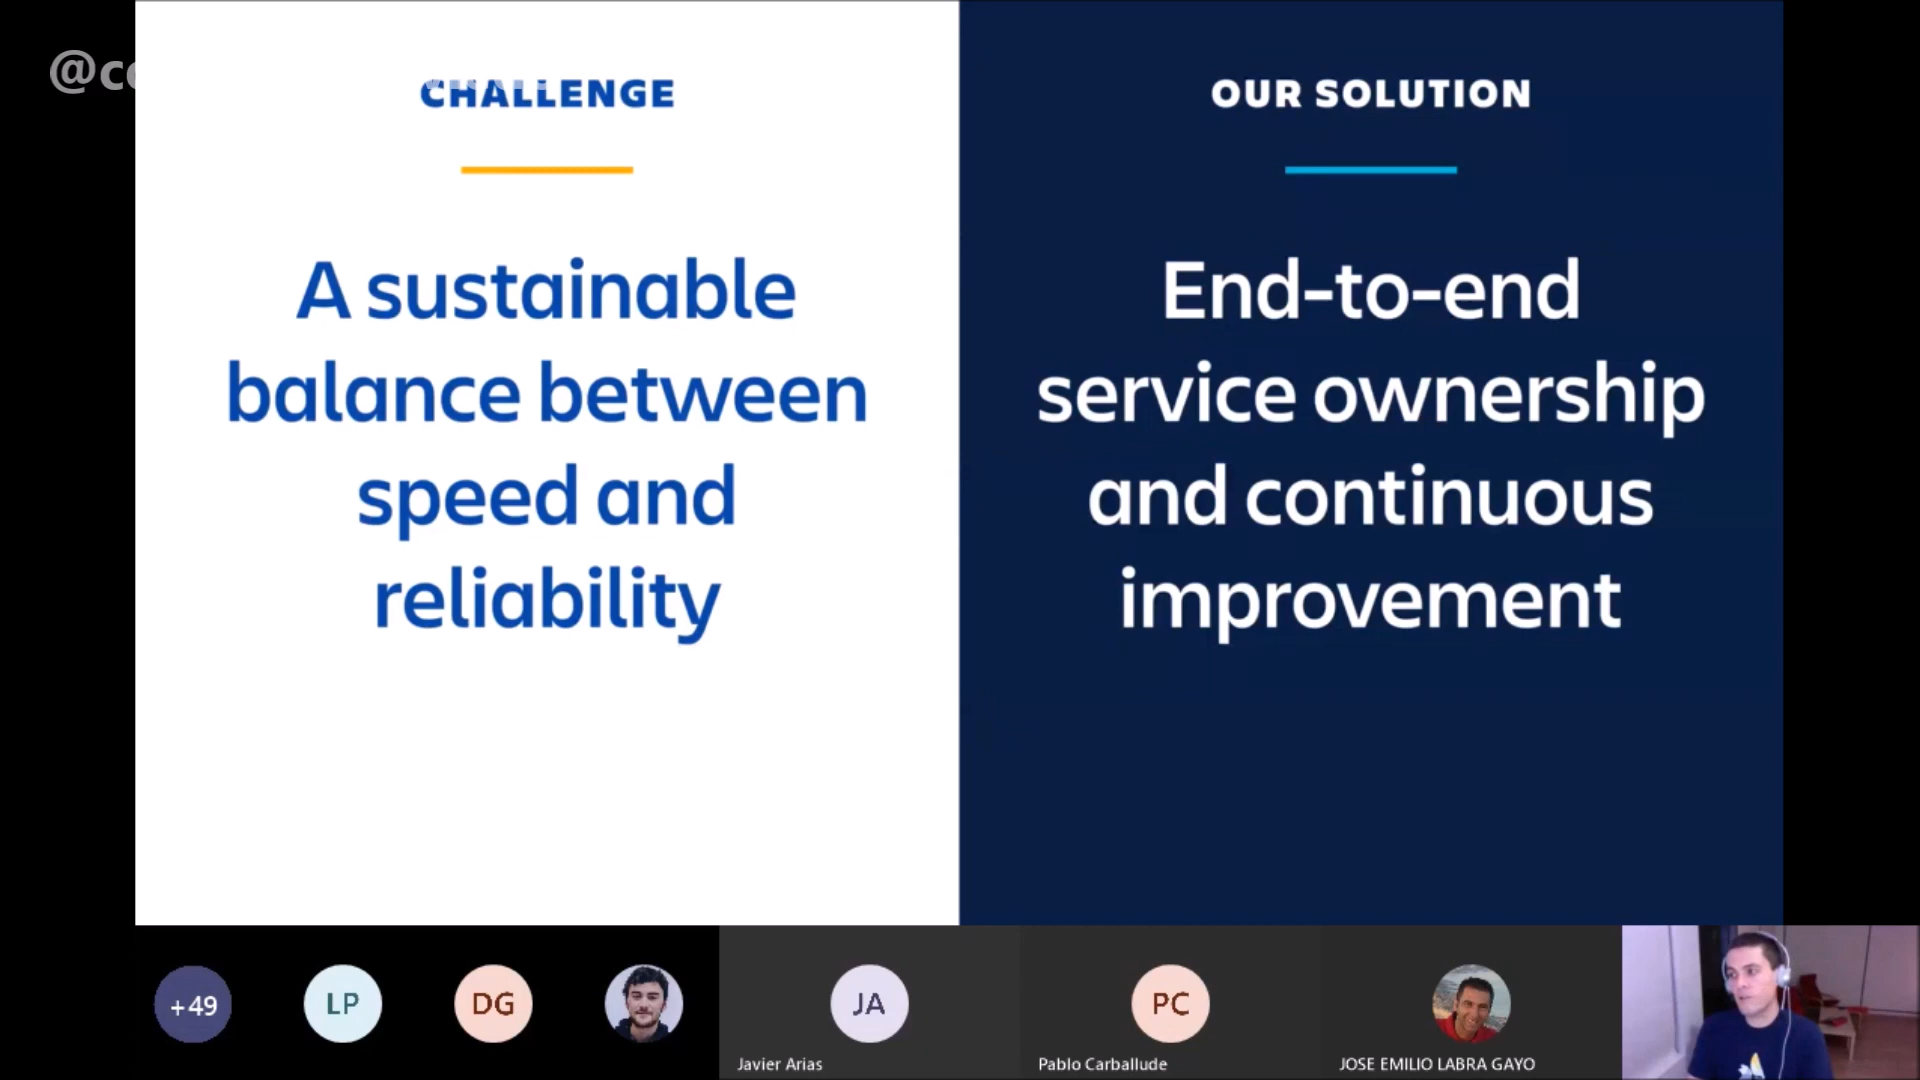 CHALLENGE
A sustainable
balance between
speed and
reliability
OUR SOLUTION
End-to-end
service ownership
and continuous
improvement
+49
LP
DG
JA
Javier Arias
PC
Pablo Carballude
JOSE EMILIO LABRA GAYO